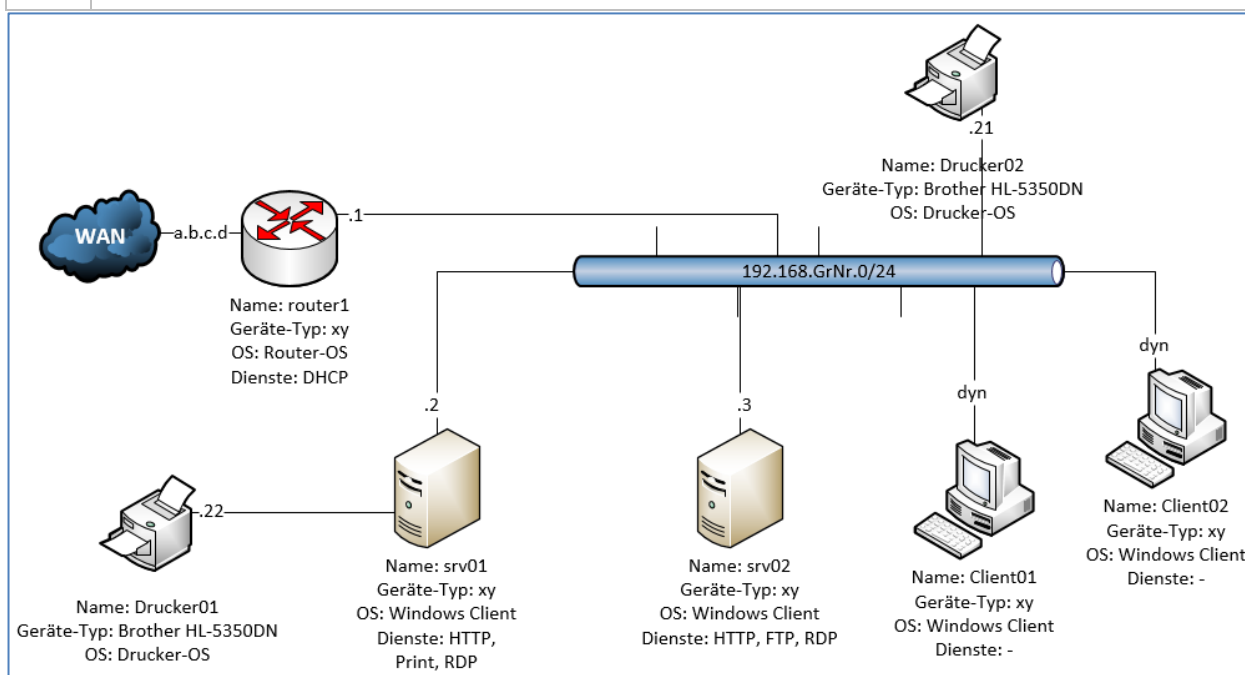 .21
Name: Drucker02
Geräte-Typ: Brother HL-5350DN
OS: Drucker-OS
WAN
a.b.c.d
.1
Name: router1
Geräte-Typ: xy
OS: Router-OS
Dienste: DHCP
192.168.GrNr.0/24
.2
.3
dyn
dyn
.22
Name: Drucker01
Geräte-Typ: Brother HL-5350DN
OS: Drucker-OS
Name: srv01
Geräte-Typ: xy
OS: Windows Client
Dienste: HTTP,
Print, RDP
Name: srv02
Geräte-Typ: xy
OS: Windows Client
Dienste: HTTP, FTP, RDP
Name: Client01
Geräte-Typ: xy
OS: Windows Client
Dienste: -
Name: Client02
Geräte-Typ: xy
OS: Windows Client
Dienste: -